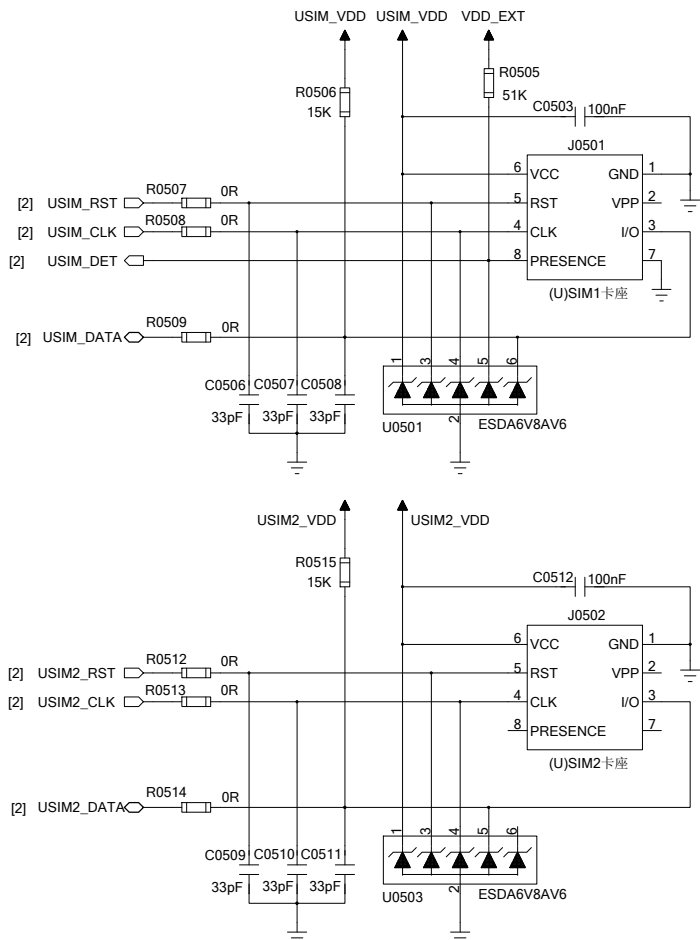 USIM_VDD USIM_VDD VDD_EXT
R0505
51K
R0506
15K
C0503 100nF
J0501
6 VCC GND 1
5 RST VPP 2
4 CLK I/O 3
8 PRESENCE 7
(U)SIM1卡座
[2] USIM_RST R0507 0R
[2] USIM_CLK R0508 0R
[2] USIM_DET
[2] USIM_DATA R0509 0R
1 3 4 5 6
C0506 C0507 C0508
33pF 33pF 33pF
2
U0501 ESDA6V8AV6
USIM2_VDD USIM2_VDD
R0515
15K
C0512 100nF
J0502
6 VCC GND 1
5 RST VPP 2
4 CLK I/O 3
8 PRESENCE 7
(U)SIM2卡座
[2] USIM2_RST R0512 0R
[2] USIM2_CLK R0513 0R
[2] USIM2_DATA R0514 0R
1 3 4 5 6
C0509 C0510 C0511
33pF 33pF 33pF
2
U0503 ESDA6V8AV6